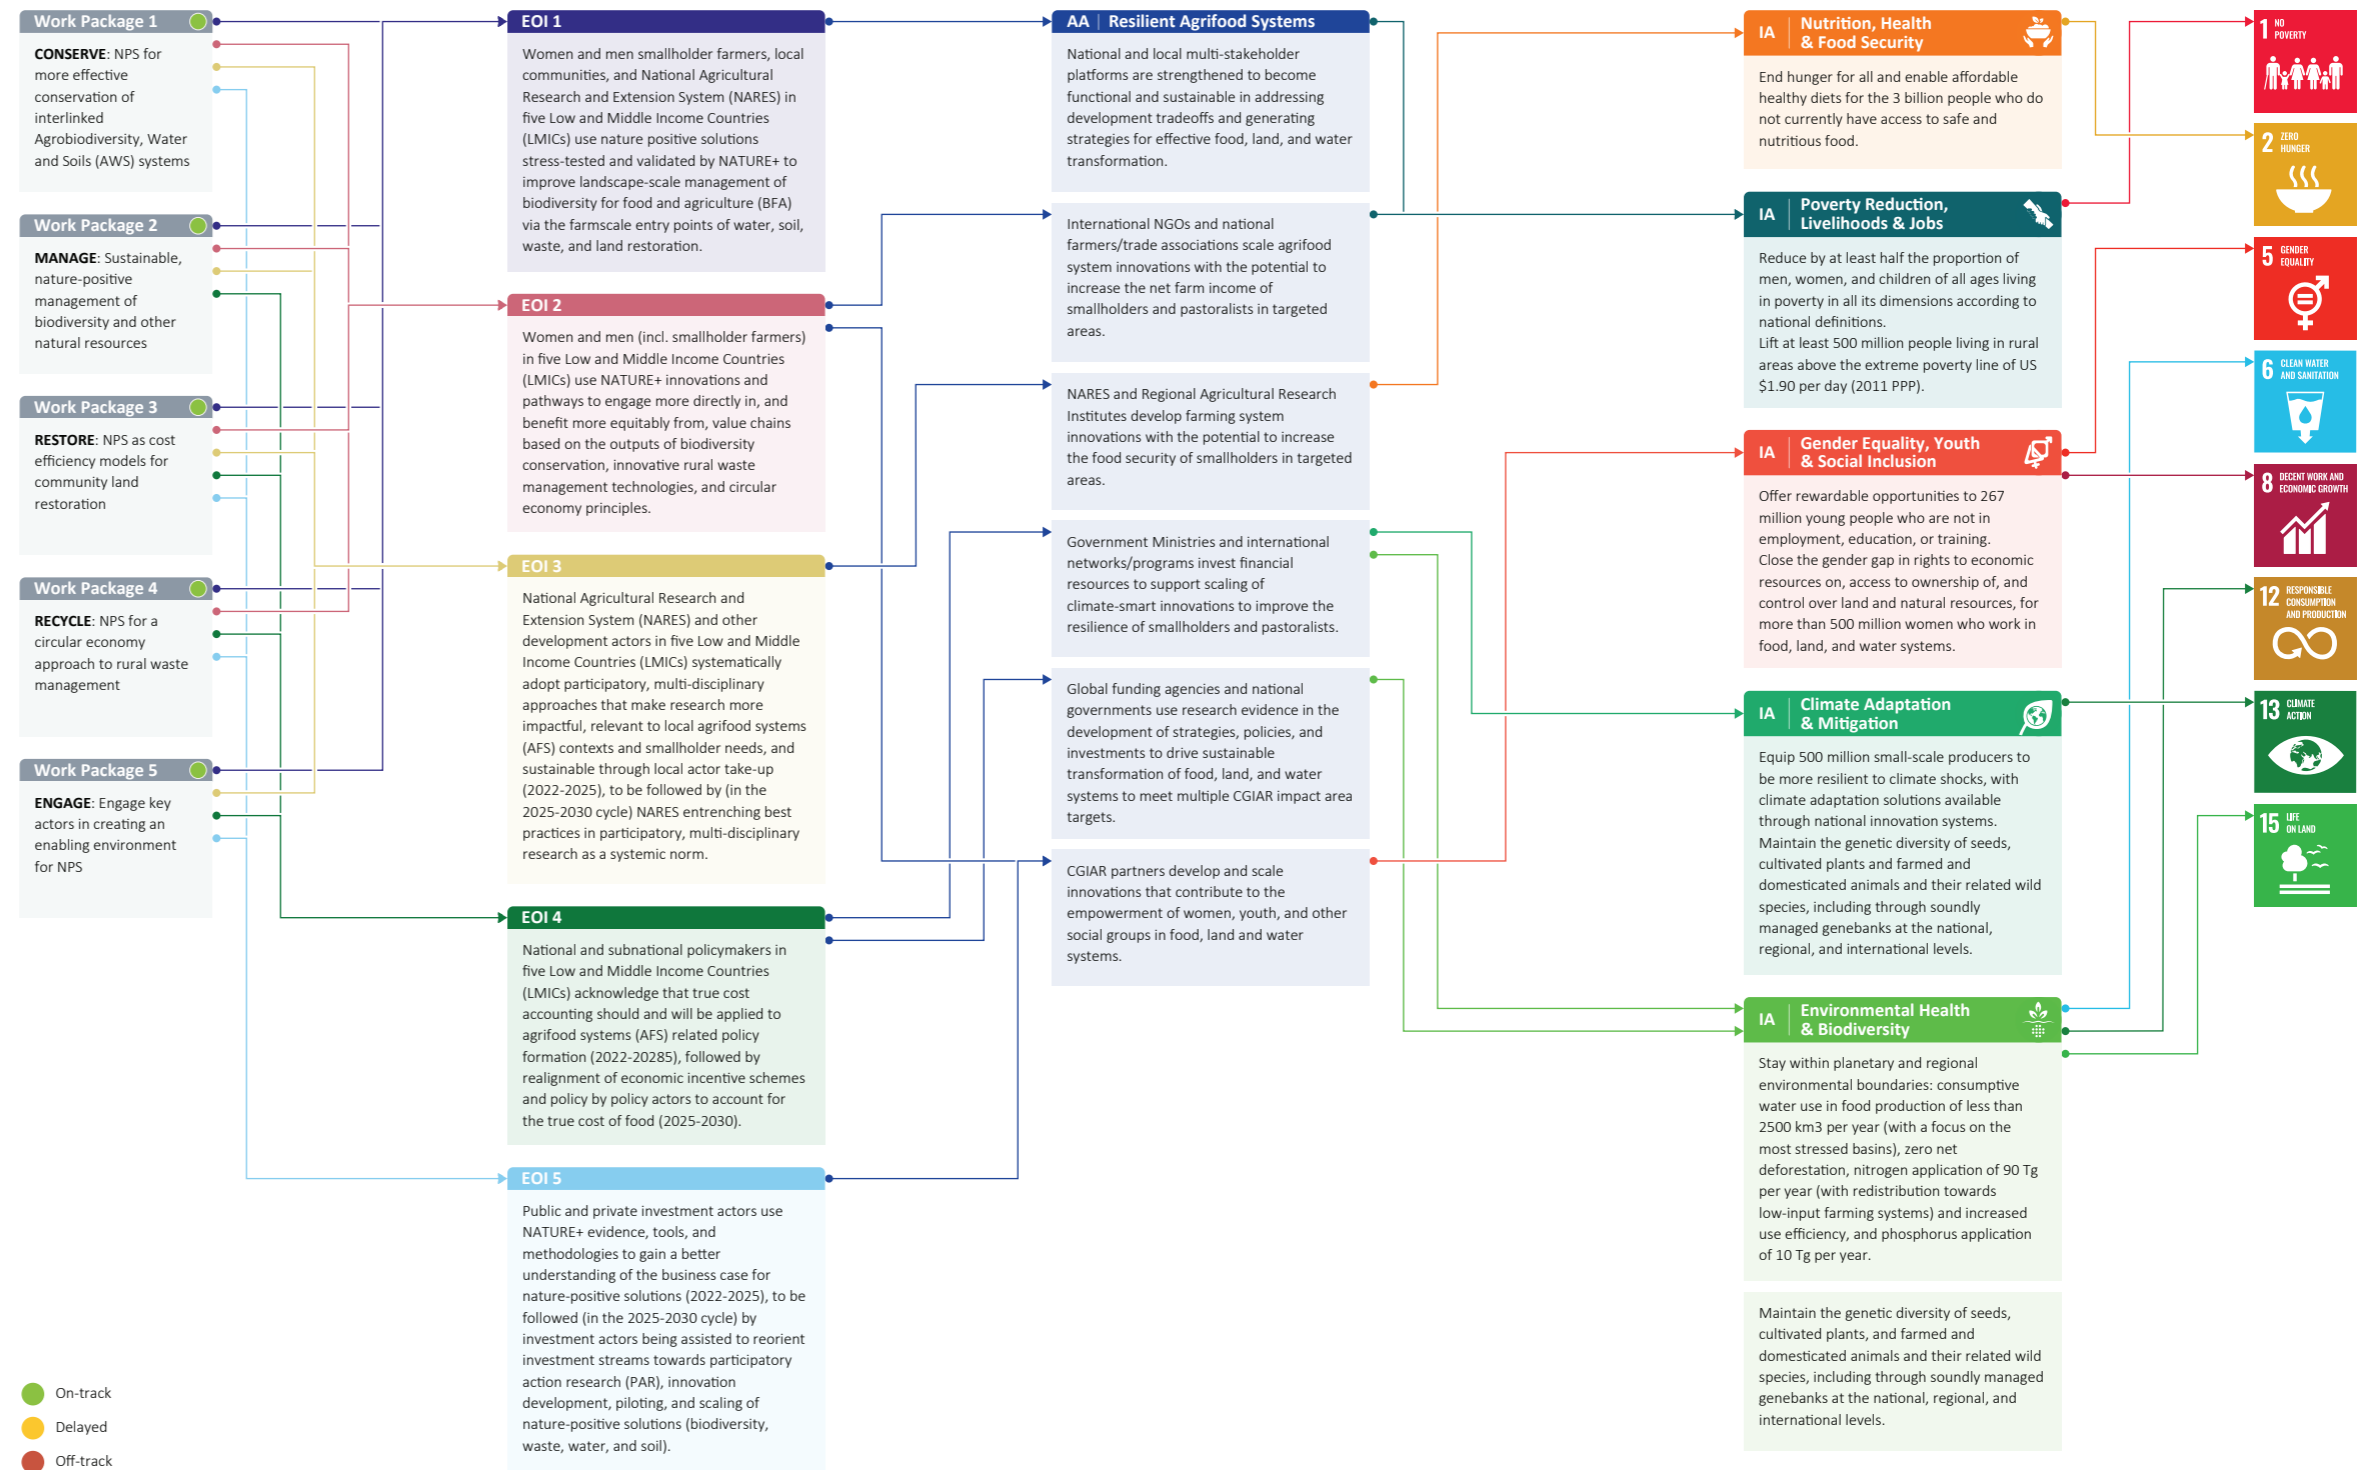 Work Package 1
CONSERVE: NPS for
more effective
conservation of
interlinked
Agrobiodiversity, Water
and Soils (AWS) systems
Work Package 2
MANAGE: Sustainable,
nature-positive
management of
biodiversity and other
natural resources
Work Package 3
RESTORE: NPS as cost
efficiency models for
community land
restoration
Work Package 4
RECYCLE: NPS for a
circular economy
approach to rural waste
management
Work Package 5
ENGAGE: Engage key
actors in creating an
enabling environment
for NPS
On-track
Delayed
Off-track
EOI 1
Women and men smallholder farmers, local
communities, and National Agricultural
Research and Extension System (NARES) in
five Low and Middle Income Countries
(LMICs) use nature positive solutions
stress-tested and validated by NATURE+ to
improve landscape-scale management of
biodiversity for food and agriculture (BFA)
via the farmscale entry points of water, soil,
waste, and land restoration.
EOI 2
Women and men (incl. smallholder farmers)
in five Low and Middle Income Countries
(LMICs) use NATURE+ innovations and
pathways to engage more directly in, and
benefit more equitably from, value chains
based on the outputs of biodiversity
conservation, innovative rural waste
management technologies, and circular
economy principles.
EOI 3
National Agricultural Research and
Extension System (NARES) and other
development actors in five Low and Middle
Income Countries (LMICs) systematically
adopt participatory, multi-disciplinary
approaches that make research more
impactful, relevant to local agrifood systems
(AFS) contexts and smallholder needs, and
sustainable through local actor take-up
(2022-2025), to be followed by (in the
2025-2030 cycle) NARES entrenching best
practices in participatory, multi-disciplinary
research as a systemic norm.
EOI 4
National and subnational policymakers in
five Low and Middle Income Countries
(LMICs) acknowledge that true cost
accounting should and will be applied to
agrifood systems (AFS) related policy
formation (2022-20285), followed by
realignment of economic incentive schemes
and policy by policy actors to account for
the true cost of food (2025-2030).
EOI 5
Public and private investment actors use
NATURE+ evidence, tools, and
methodologies to gain a better
understanding of the business case for
nature-positive solutions (2022-2025), to be
followed (in the 2025-2030 cycle) by
investment actors being assisted to reorient
investment streams towards participatory
action research (PAR), innovation
development, piloting, and scaling of
nature-positive solutions (biodiversity,
waste, water, and soil).
AA | Resilient Agrifood Systems
National and local multi-stakeholder
platforms are strengthened to become
functional and sustainable in addressing
development tradeoffs and generating
strategies for effective food, land, and water
transformation.
International NGOs and national
farmers/trade associations scale agrifood
system innovations with the potential to
increase the net farm income of
smallholders and pastoralists in targeted
areas.
NARES and Regional Agricultural Research
Institutes develop farming system
innovations with the potential to increase
the food security of smallholders in targeted
areas.
Government Ministries and international
networks/programs invest financial
resources to support scaling of
climate-smart innovations to improve the
resilience of smallholders and pastoralists.
Global funding agencies and national
governments use research evidence in the
development of strategies, policies, and
investments to drive sustainable
transformation of food, land, and water
systems to meet multiple CGIAR impact area
targets.
CGIAR partners develop and scale
innovations that contribute to the
empowerment of women, youth, and other
social groups in food, land and water
systems.
IA | Nutrition, Health
& Food Security
End hunger for all and enable affordable
healthy diets for the 3 billion people who do
not currently have access to safe and
nutritious food.
IA | Poverty Reduction,
Livelihoods & Jobs
Reduce by at least half the proportion of
men, women, and children of all ages living
in poverty in all its dimensions according to
national definitions.
Lift at least 500 million people living in rural
areas above the extreme poverty line of US
$1.90 per day (2011 PPP).
IA | Gender Equality, Youth
& Social Inclusion
Offer rewardable opportunities to 267
million young people who are not in
employment, education, or training.
Close the gender gap in rights to economic
resources on, access to ownership of, and
control over land and natural resources, for
more than 500 million women who work in
food, land, and water systems.
IA | Climate Adaptation
& Mitigation
Equip 500 million small-scale producers to
be more resilient to climate shocks, with
climate adaptation solutions available
through national innovation systems.
Maintain the genetic diversity of seeds,
cultivated plants and farmed and
domesticated animals and their related wild
species, including through soundly
managed genebanks at the national,
regional, and international levels.
IA | Environmental Health
& Biodiversity
Stay within planetary and regional
environmental boundaries: consumptive
water use in food production of less than
2500 km3 per year (with a focus on the
most stressed basins), zero net
deforestation, nitrogen application of 90 Tg
per year (with redistribution towards
low-input farming systems) and increased
use efficiency, and phosphorus application
of 10 Tg per year.
Maintain the genetic diversity of seeds,
cultivated plants, and farmed and
domesticated animals and their related wild
species, including through soundly managed
genebanks at the national, regional, and
international levels.
1 NO
POVERTY
2 ZERO
HUNGER
5 GENDER
EQUALITY
6 CLEAN WATER
AND SANITATION
8 DECENT WORK AND
ECONOMIC GROWTH
12 RESPONSIBLE
CONSUMPTION
AND PRODUCTION
13 CLIMATE
ACTION
15 LIFE
ON LAND